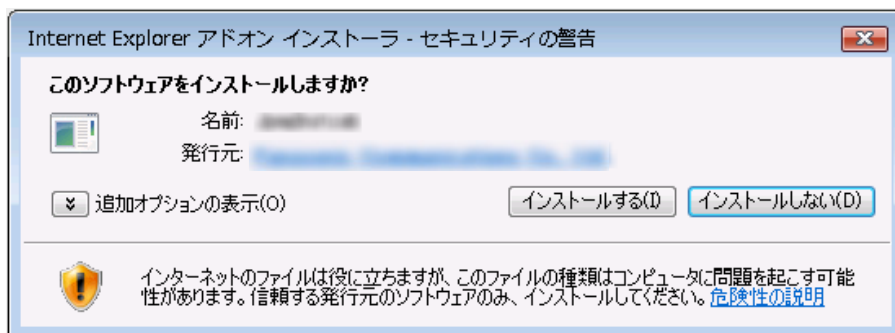 Internet Explorer アドオン インストーラ - セキュリティの警告
このソフトウェアをインストールしますか?
名前:
発行元:
追加オプションの表示(O)
インストールする(I)
インストールしない(D)
インターネットのファイルは役に立ちますが、このファイルの種類はコンピュータに問題を起こす可能
性があります。信頼する発行元のソフトウェアのみ、インストールしてください。危険性の説明